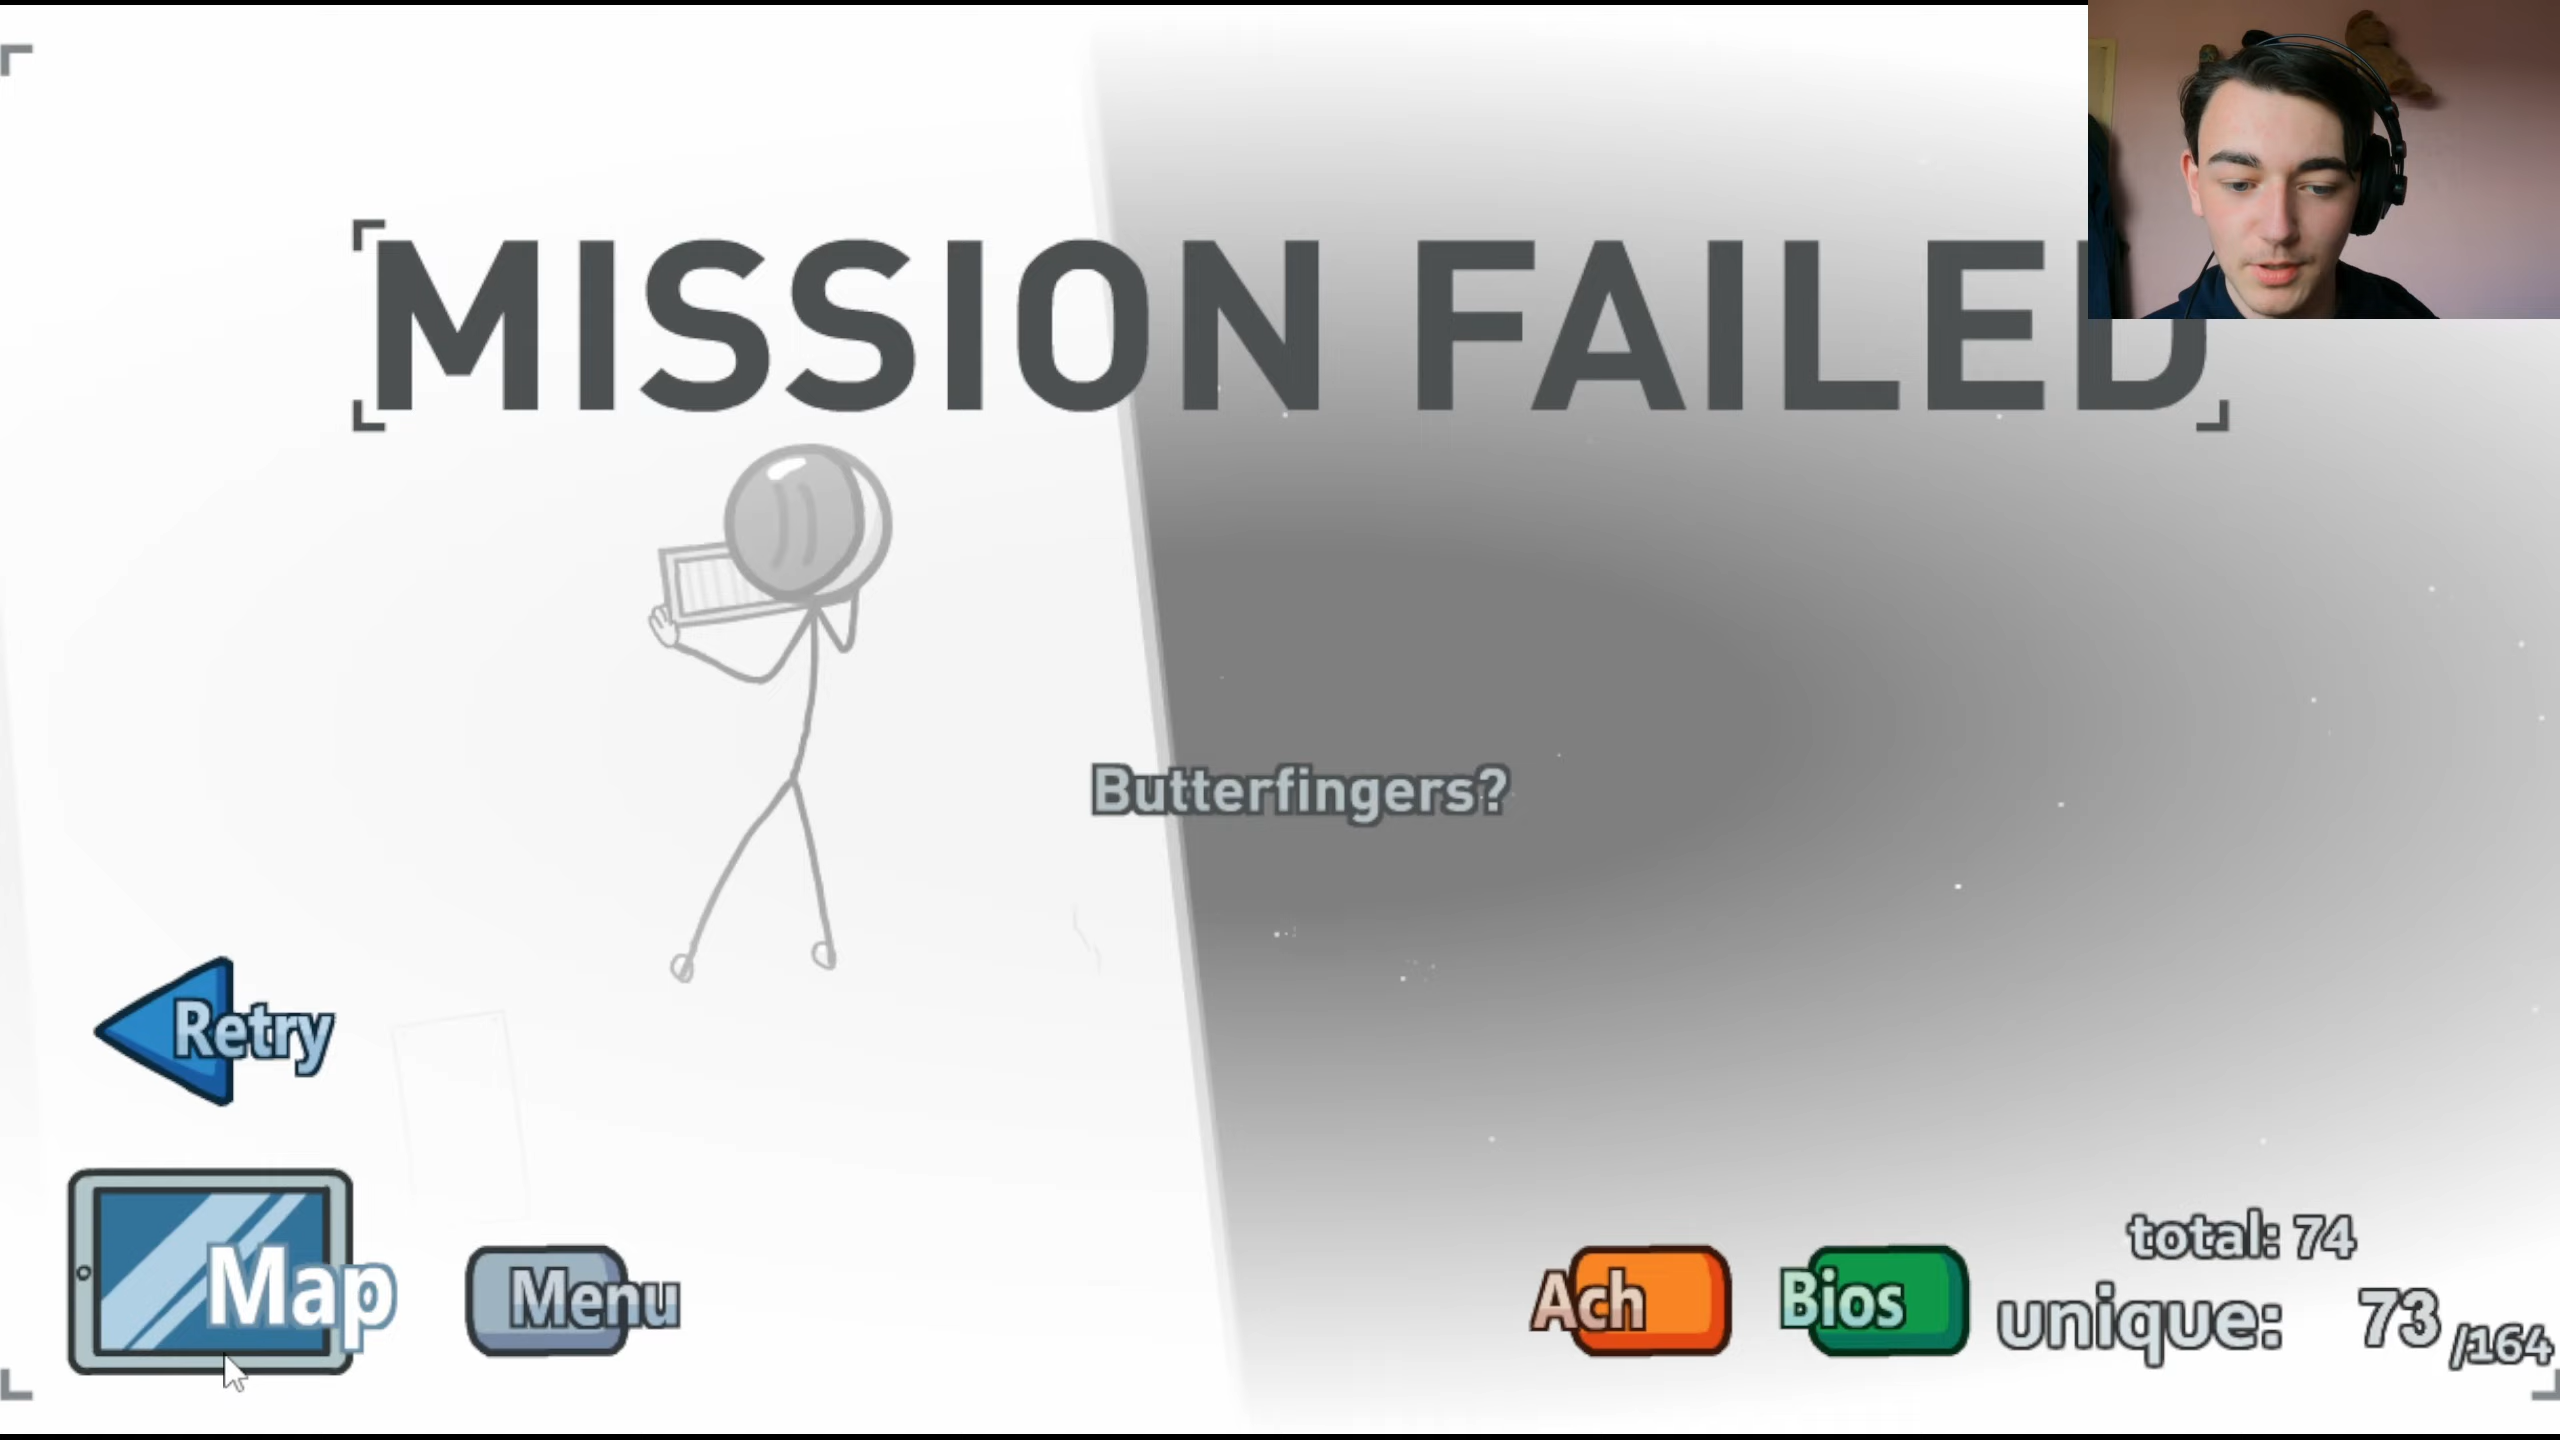 MISSION FAILED
Butterfingers?
Retry
Map
Menu
Ach
Bios
total: 74
unique: 73 /164